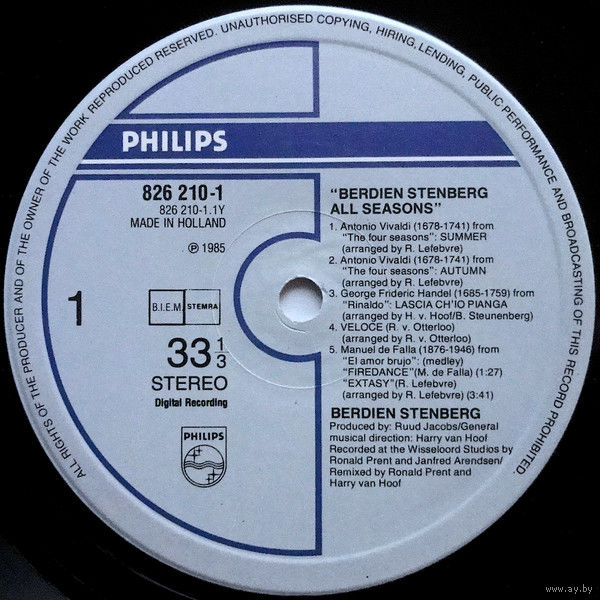 ALL RIGHTS OF THE PRODUCER AND OF THE OWNER OF THE WORK REPRODUCED RESERVED. UNAUTHORISED COPYING, HIRING, LENDING, PUBLIC PERFORMANCE AND BROADCASTING OF THIS RECORD PROHIBITED.
PHILIPS
826 210-1
826 210-1.1Y
MADE IN HOLLAND
℗ 1985
1
B.I.E.M. STEMRA
33 1/3
STEREO
Digital Recording
PHILIPS
"BERDIEN STENBERG
ALL SEASONS"
1. Antonio Vivaldi (1678-1741) from
"The four seasons": SUMMER
(arranged by R. Lefebvre)
2. Antonio Vivaldi (1678-1741) from
"The four seasons": AUTUMN
(arranged by R. Lefebvre)
3. George Frideric Handel (1685-1759) from
"Rinaldo": LASCIA CH'IO PIANGA
(arranged by H. v. Hoof/B. Steunenberg)
4. VELOCE (R. v. Otterloo)
(arranged by R. v. Otterloo)
5. Manuel de Falla (1876-1946) from
"El amor brujo": (medley)
"FIREDANCE" (M. de Falla) (1:27)
"EXTASY" (R. Lefebvre)
(arranged by R. Lefebvre) (3:41)
BERDIEN STENBERG
Produced by: Ruud Jacobs/General
musical direction: Harry van Hoof
Recorded at the Wisseloord Studios by
Ronald Prent and Janfred Arendsen/
Remixed by Ronald Prent and
Harry van Hoof
www.ay.by